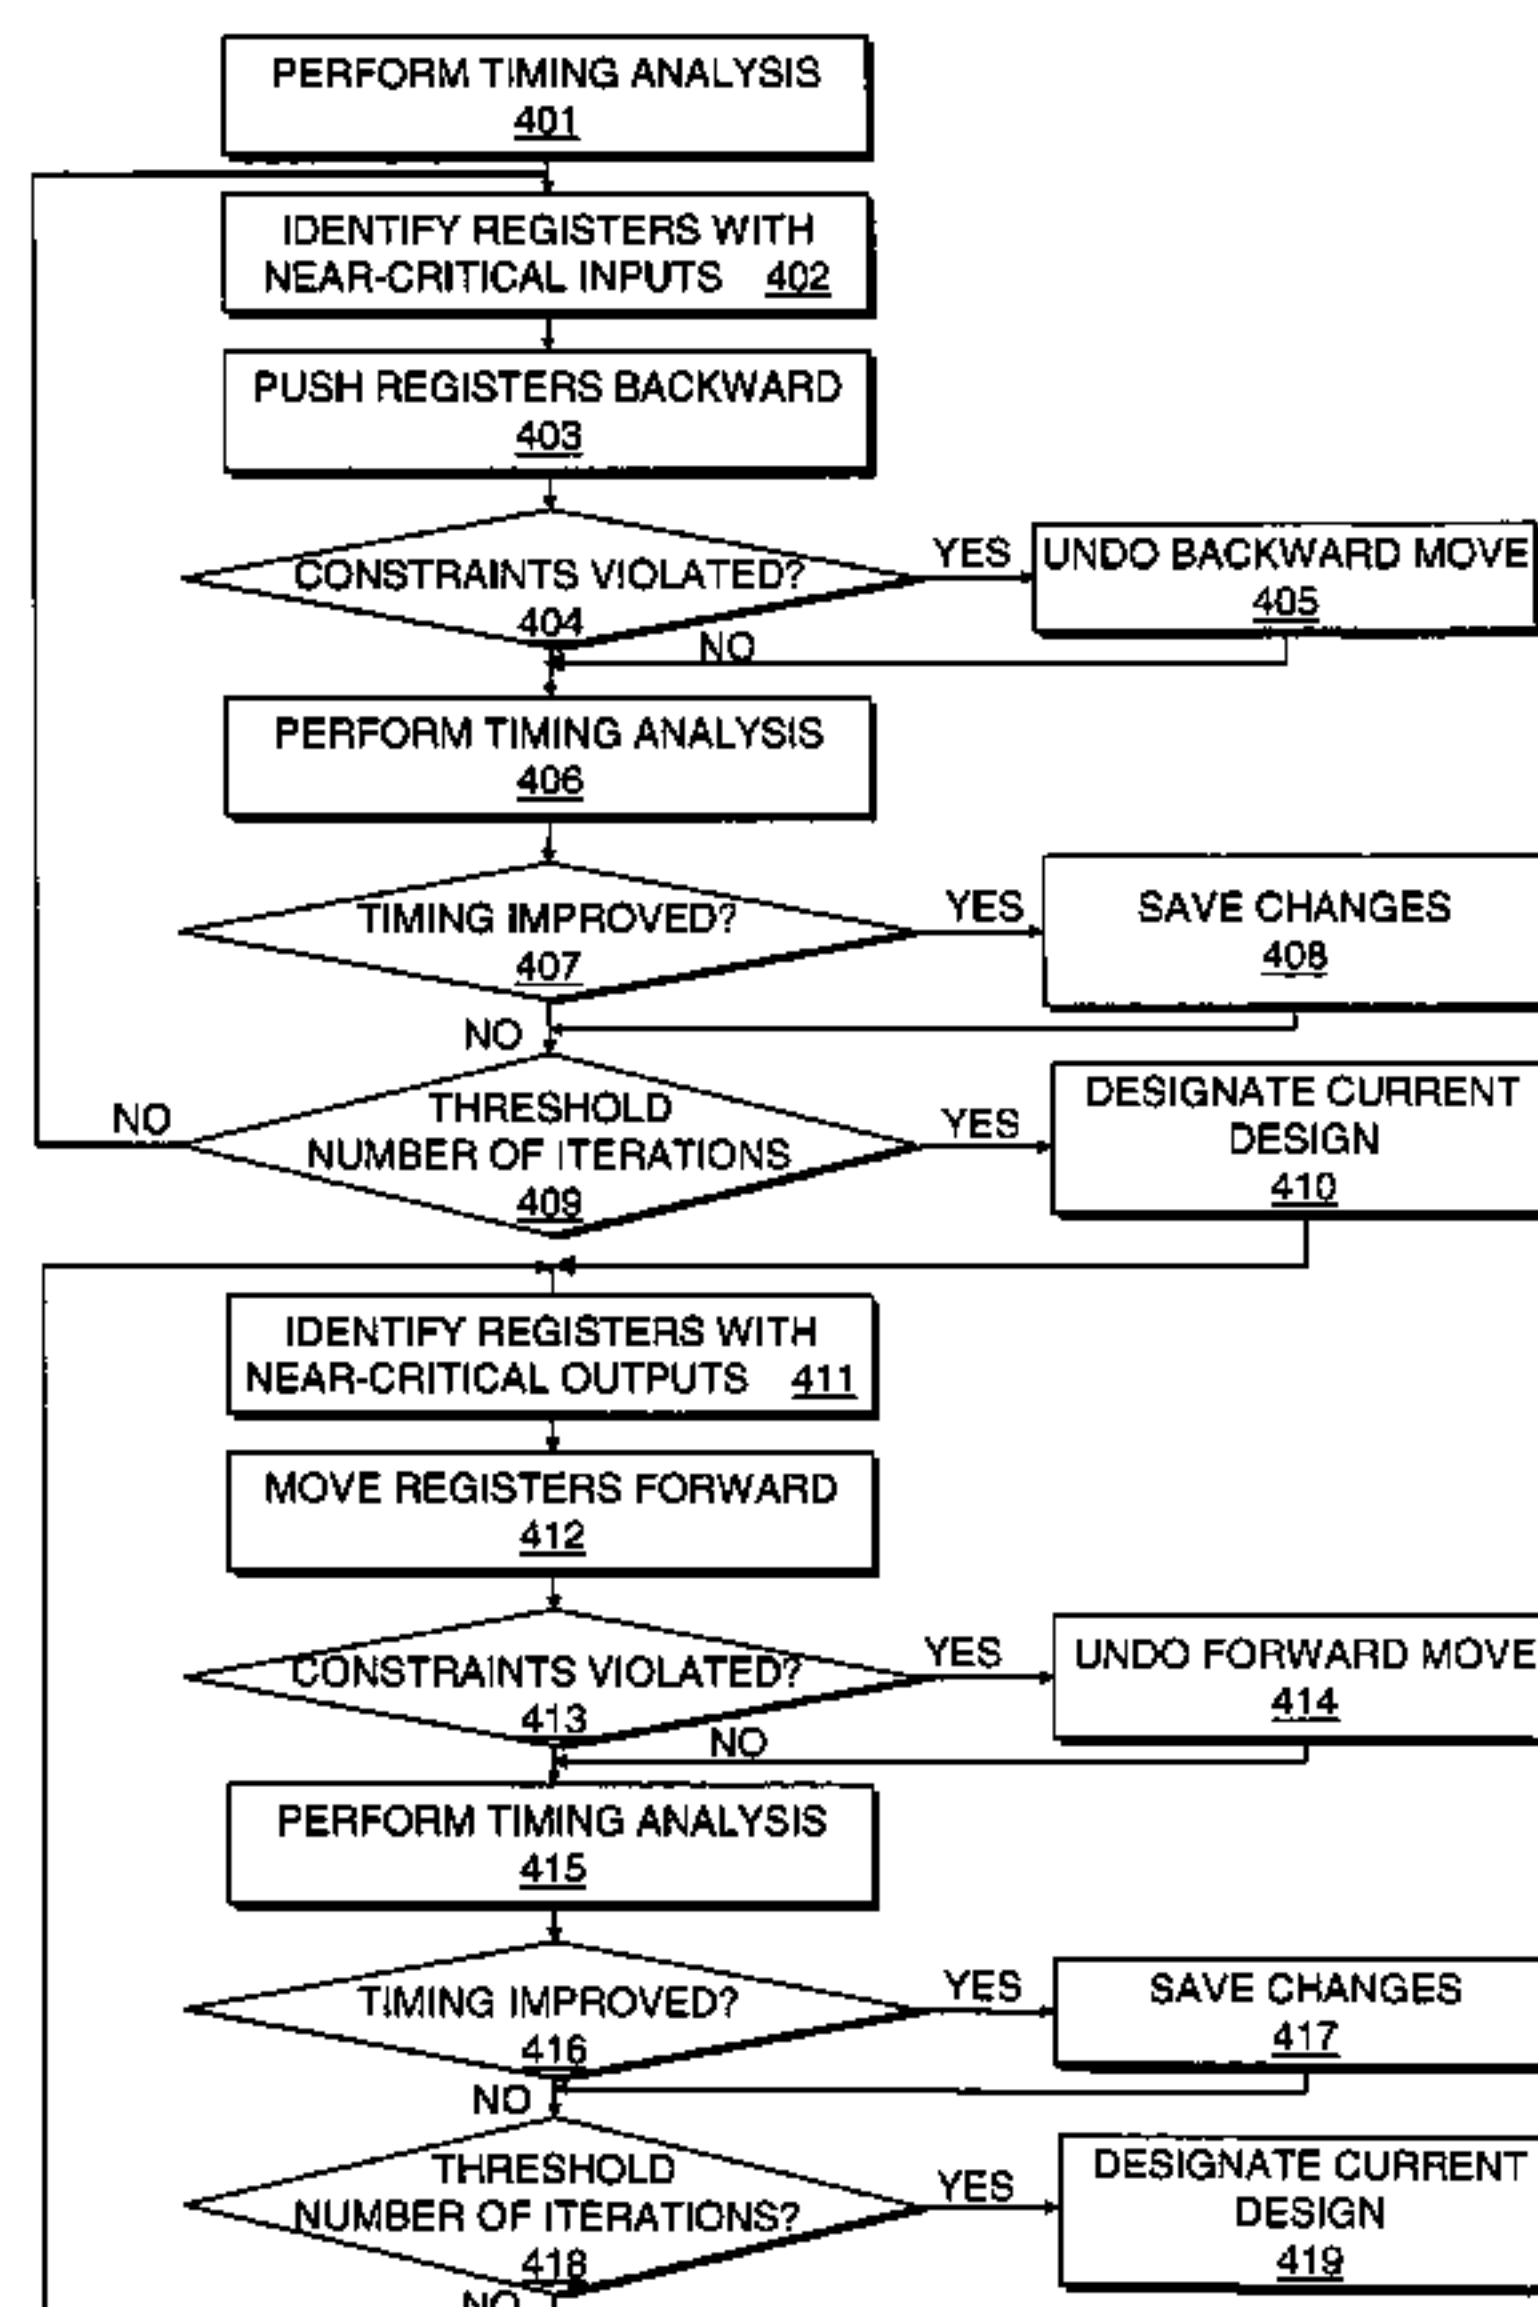 PERFORM TIMING ANALYSIS
401
IDENTIFY REGISTERS WITH
NEAR-CRITICAL INPUTS 402
PUSH REGISTERS BACKWARD
403
CONSTRAINTS VIOLATED?
404
YES
UNDO BACKWARD MOVE
405
NO
PERFORM TIMING ANALYSIS
406
TIMING IMPROVED?
407
YES
SAVE CHANGES
408
NO
THRESHOLD
NUMBER OF ITERATIONS
409
NO
YES
DESIGNATE CURRENT
DESIGN
410
IDENTIFY REGISTERS WITH
NEAR-CRITICAL OUTPUTS 411
MOVE REGISTERS FORWARD
412
CONSTRAINTS VIOLATED?
413
YES
UNDO FORWARD MOVE
414
NO
PERFORM TIMING ANALYSIS
415
TIMING IMPROVED?
416
YES
SAVE CHANGES
417
NO
THRESHOLD
NUMBER OF ITERATIONS?
418
YES
DESIGNATE CURRENT
DESIGN
419
NO